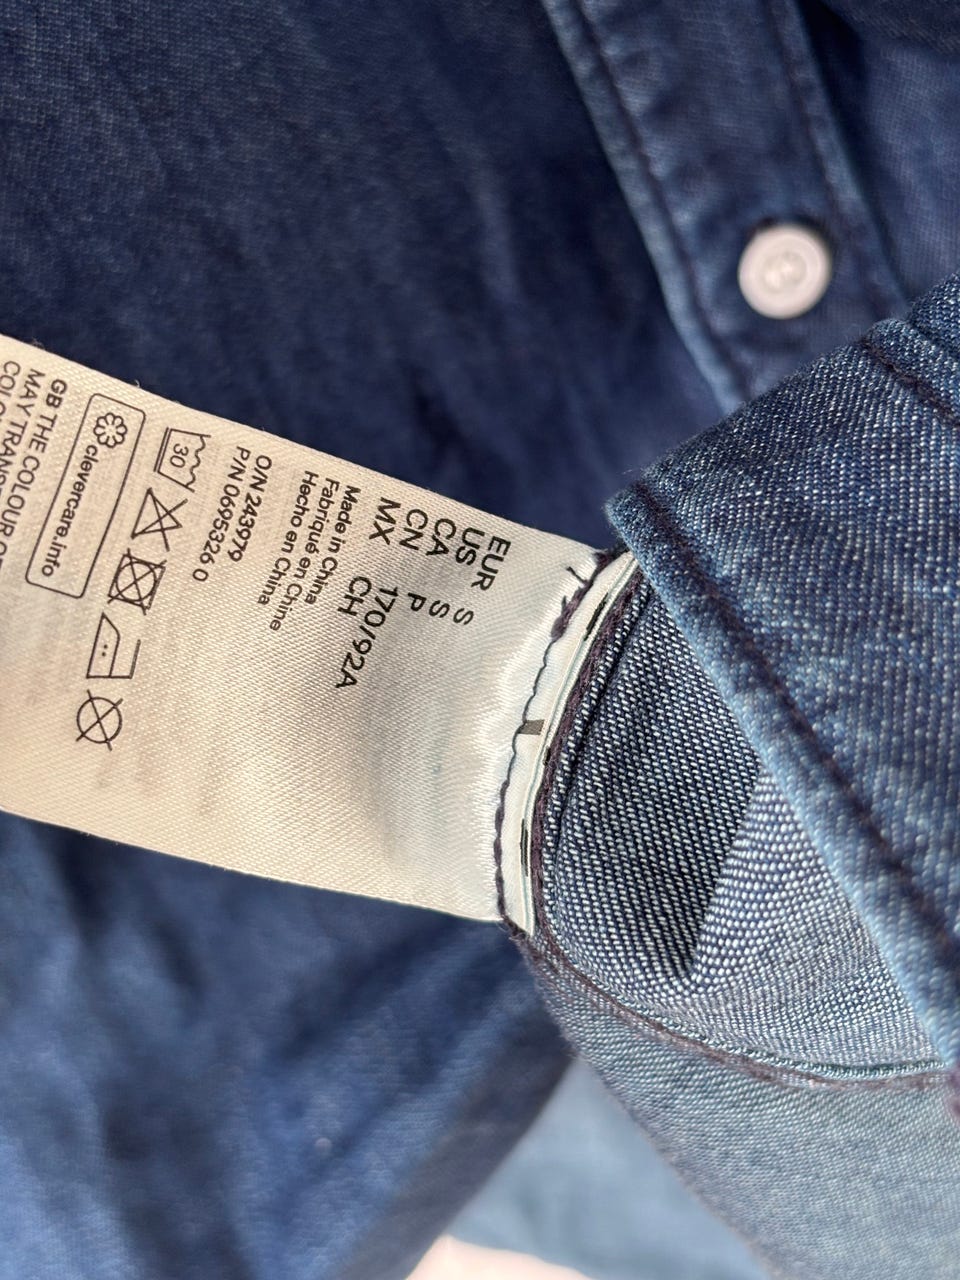 EUR S
US S
CA P
CN 170/92A
MX CH
Made in China
Fabriqué en Chine
Hecho en China
O/N 243979
P/N 0695326 0
30
clevercare.info
GB THE COLOUR
MAY